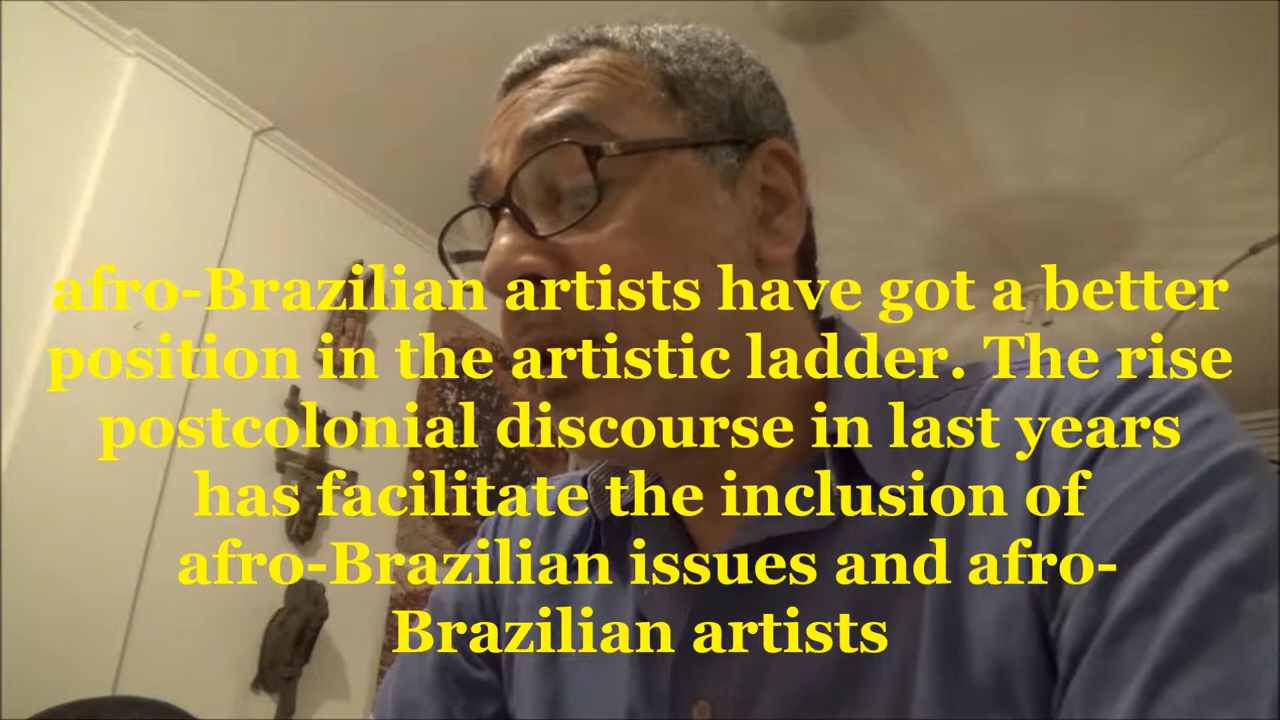 afro-Brazilian artists have got a better
position in the artistic ladder. The rise
postcolonial discourse in last years
has facilitate the inclusion of
afro-Brazilian issues and afro-
Brazilian artists